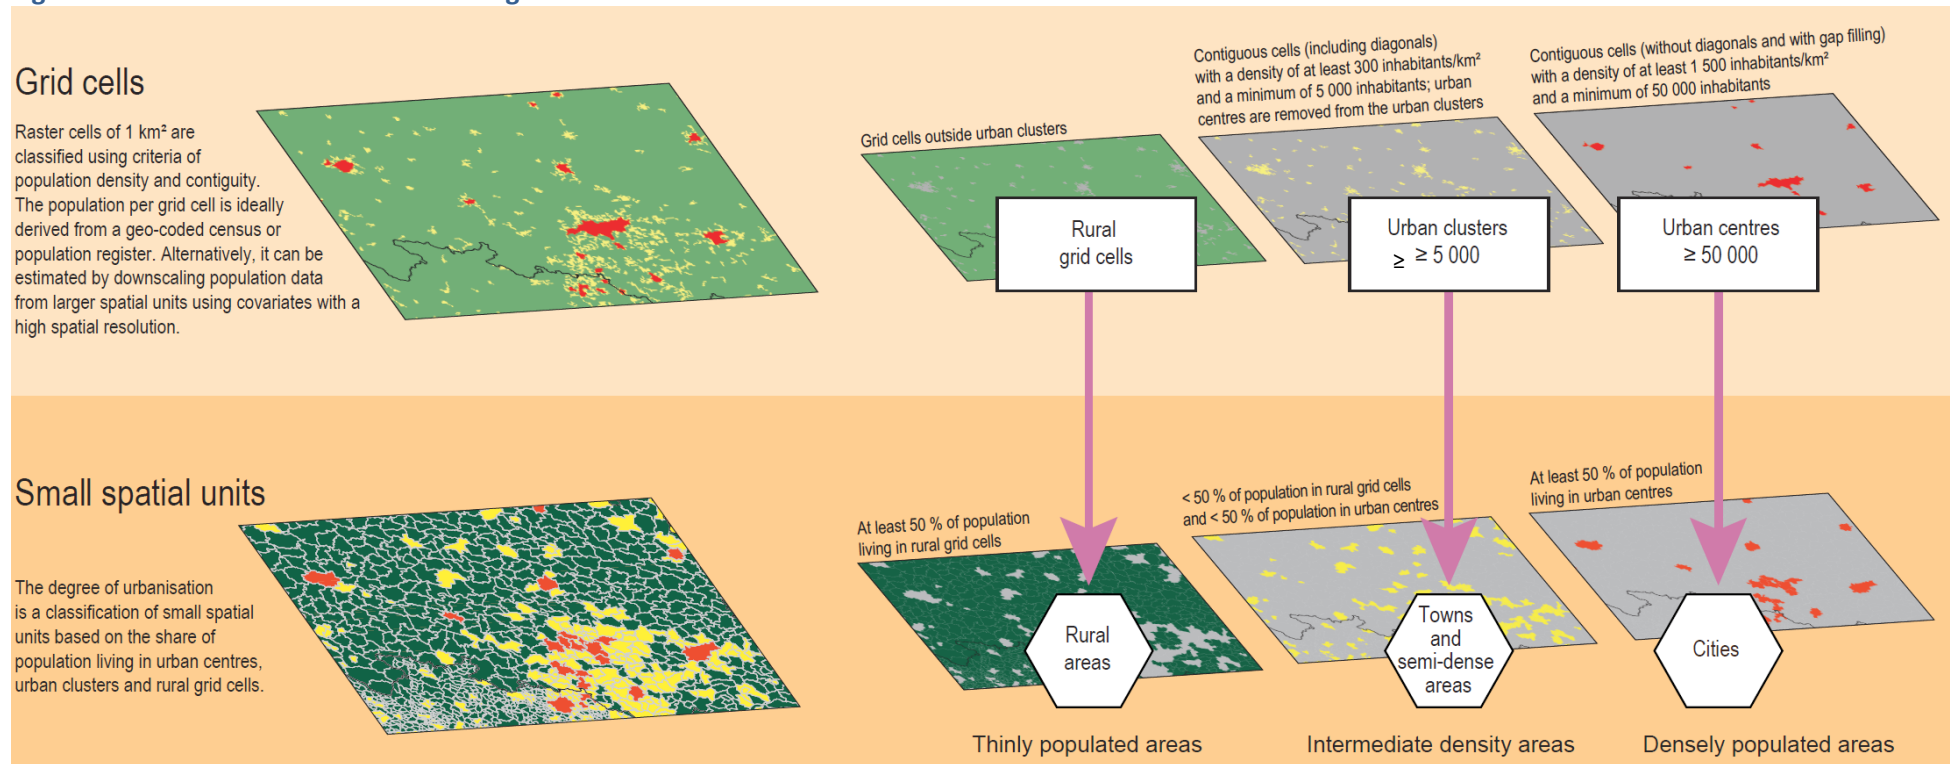 Grid cells
Raster cells of 1 km² are
classified using criteria of
population density and contiguity.
The population per grid cell is ideally
derived from a geo-coded census or
population register. Alternatively, it can be
estimated by downscaling population data
from larger spatial units using covariates with a
high spatial resolution.
Grid cells outside urban clusters
Contiguous cells (including diagonals)
with a density of at least 300 inhabitants/km²
and a minimum of 5 000 inhabitants; urban
centres are removed from the urban clusters
Contiguous cells (without diagonals and with gap filling)
with a density of at least 1 500 inhabitants/km²
and a minimum of 50 000 inhabitants
Rural
grid cells
Urban clusters
≥ ≥ 5 000
Urban centres
≥ 50 000
Small spatial units
The degree of urbanisation
is a classification of small spatial
units based on the share of
population living in urban centres,
urban clusters and rural grid cells.
At least 50 % of population
living in rural grid cells
< 50 % of population in rural grid cells
and < 50 % of population in urban centres
At least 50 % of population
living in urban centres
Rural
areas
Towns
and
semi-dense
areas
Cities
Thinly populated areas
Intermediate density areas
Densely populated areas